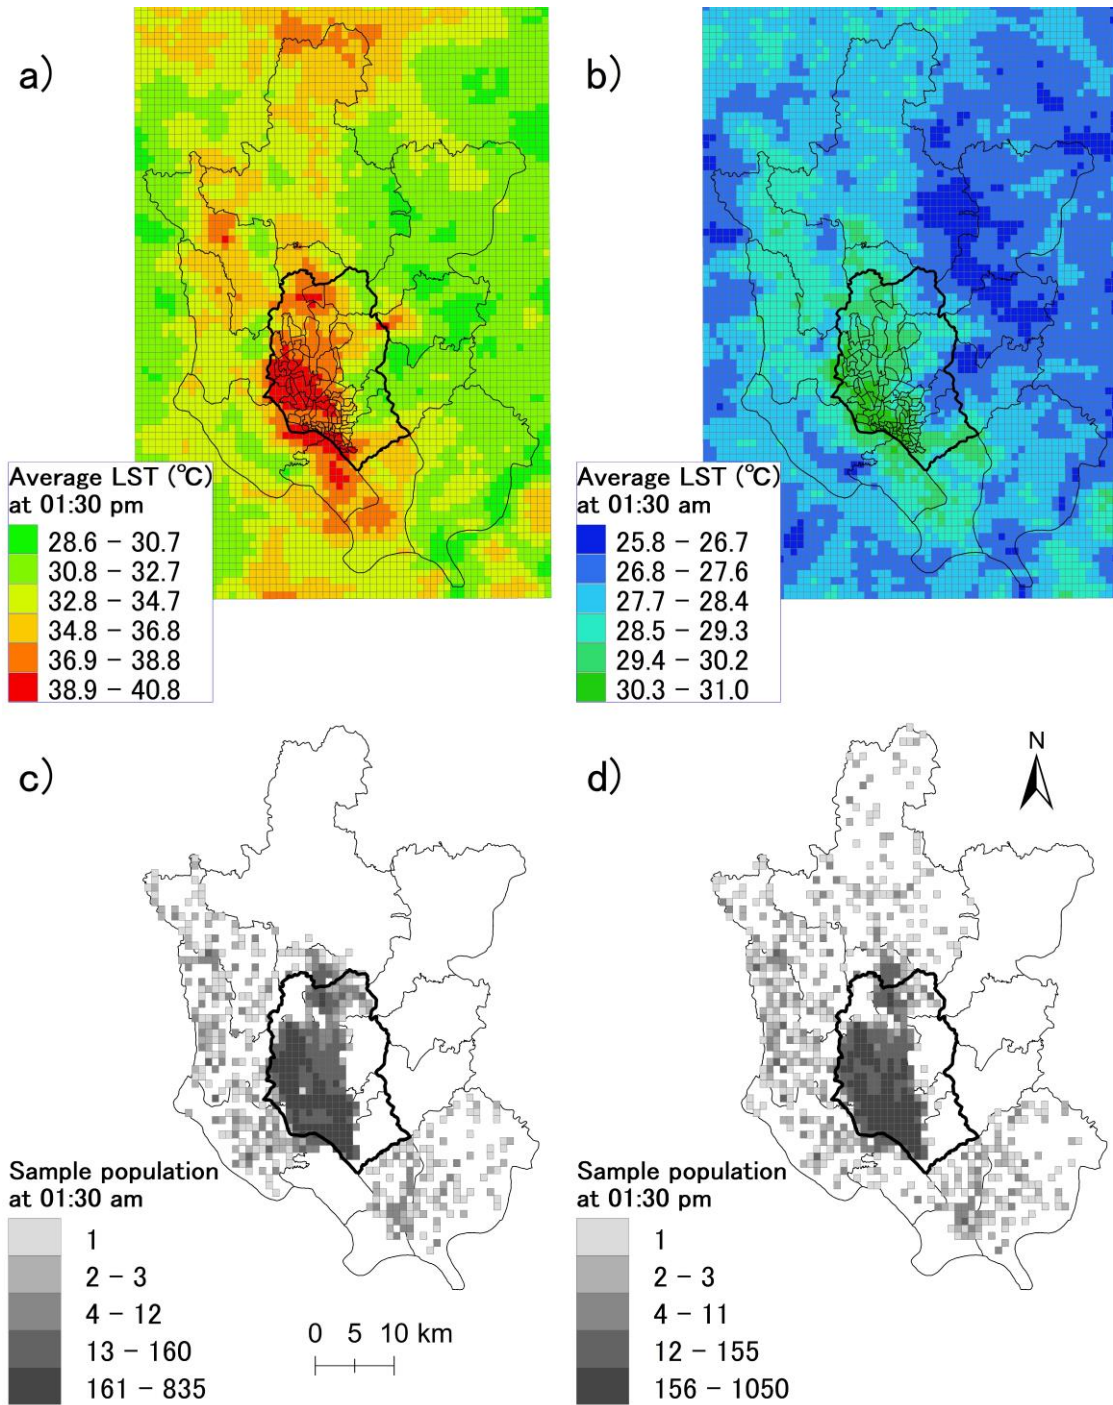 a)
Average LST (℃)
at 01:30 pm
28.6 – 30.7
30.8 – 32.7
32.8 – 34.7
34.8 – 36.8
36.9 – 38.8
38.9 – 40.8
b)
Average LST (℃)
at 01:30 am
25.8 – 26.7
26.8 – 27.6
27.7 – 28.4
28.5 – 29.3
29.4 – 30.2
30.3 – 31.0
c)
Sample population
at 01:30 am
1
2 – 3
4 – 12
13 – 160
161 – 835
0 5 10 km
d)
N
Sample population
at 01:30 pm
1
2 – 3
4 – 11
12 – 155
156 – 1050